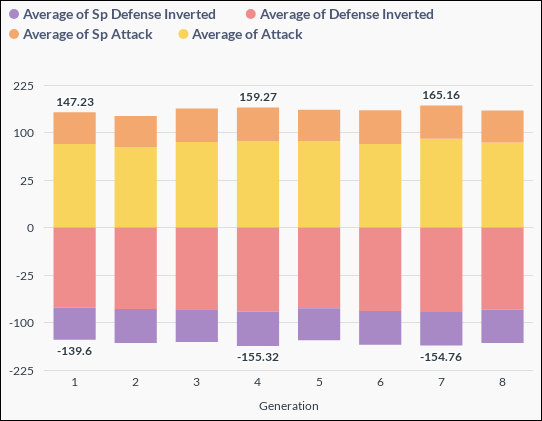 Average of Sp Defense Inverted Average of Defense Inverted
Average of Sp Attack Average of Attack
225
147.23 159.27 165.16
100
25
0
-25
-100
-139.6 -155.32 -154.76
-225
1 2 3 4 5 6 7 8
Generation